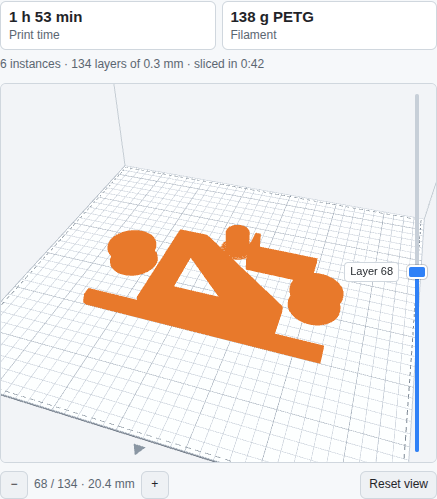 1 h 53 min
Print time
138 g PETG
Filament
6 instances · 134 layers of 0.3 mm · sliced in 0:42
Layer 68
− 68 / 134 · 20.4 mm + Reset view